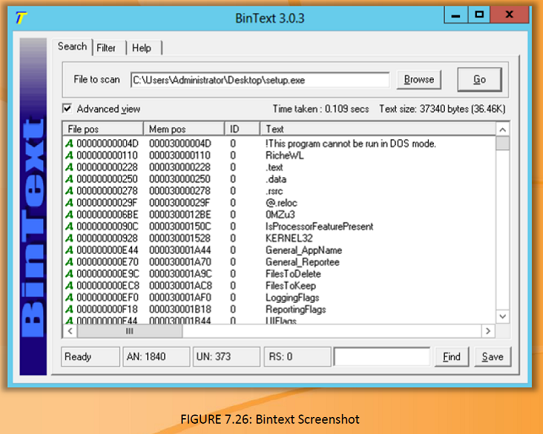 BinText 3.0.3
Search Filter Help
File to scan C:\Users\Administrator\Desktop\setup.exe Browse Go
Advanced view Time taken : 0.109 secs Text size: 37340 bytes (36.46K)
File pos Mem pos ID Text
A 00000000004D 00003000004D 0 !This program cannot be run in DOS mode.
A 000000000110 000030000110 0 RicheWL
A 000000000228 000030000228 0 .text
A 000000000250 000030000250 0 .data
A 000000000278 000030000278 0 .rsrc
A 00000000029F 00003000029F 0 @.reloc
A 0000000006BE 0000300012BE 0 0MZu3
A 00000000090C 00003000150C 0 IsProcessorFeaturePresent
A 000000000928 000030001528 0 KERNEL32
A 000000000E44 000030001A44 0 General_AppName
A 000000000E70 000030001A70 0 General_Reportee
A 000000000E9C 000030001A9C 0 FilesToDelete
A 000000000EC8 000030001AC8 0 FilesToKeep
A 000000000EF0 000030001AF0 0 LoggingFlags
A 000000000F18 000030001B18 0 ReportingFlags
A 000000000F44 000030001B44 0 UIFlags
BinText
Ready AN: 1840 UN: 373 RS: 0 Find Save
FIGURE 7.26: Bintext Screenshot